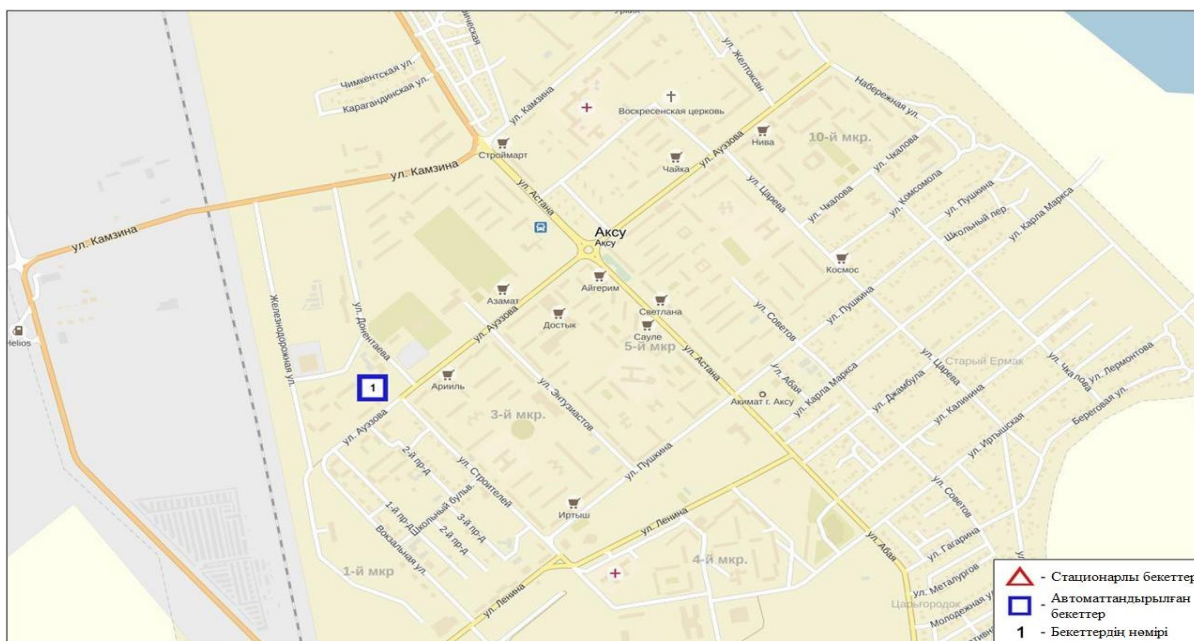 ул. Камзина
ул. Желтоксан
Чимкентская ул.
Карагандинская ул.
Набережная ул.
Воскресенская церковь
Строймарт
Чайка
ул. Ауэзова
Нива
10-й мкр.
ул. Чкалова
ул. Камзина
ул. Астана
ул. Царева
ул. Чкалова
ул. Комсомола
ул. Пушкина
Школьный пер.
ул. Карла Маркса
ул. Камзина
Аксу
Аксу
Космос
Айгерим
Азамат
Достык
Светлана
Сауле
5-й мкр
ул. Ауэзова
Железнодорожная ул.
ул. Донентаева
Helios
ул. Советов
ул. Пушкина
ул. Астана
ул. Абая
ул. Карла Маркса
Акимат г. Аксу
ул. Царева
Старый Ермак
ул. Чкалова
ул. Лермонтова
Береговая ул.
ул. Джамбула
ул. Калинина
ул. Иртышская
1
Арииль
3-й мкр.
ул. Энтузиастов
ул. Ауэзова
2-й пр-д
ул. Строителей
ул. Пушкина
Школьный бульв.
1-й пр-д
3-й пр-д
2-й пр-д
Вокзальная ул.
Иртыш
ул. Ленина
1-й мкр
4-й мкр.
ул. Ленина
ул. Абая
ул. Советов
ул. Гагарина
ул. Металургов
Царьгородок
Молодежная ул.
- Стационарлы бекеттер
- Автоматтандырылған
бекеттер
1 - Бекеттердің нөмірі